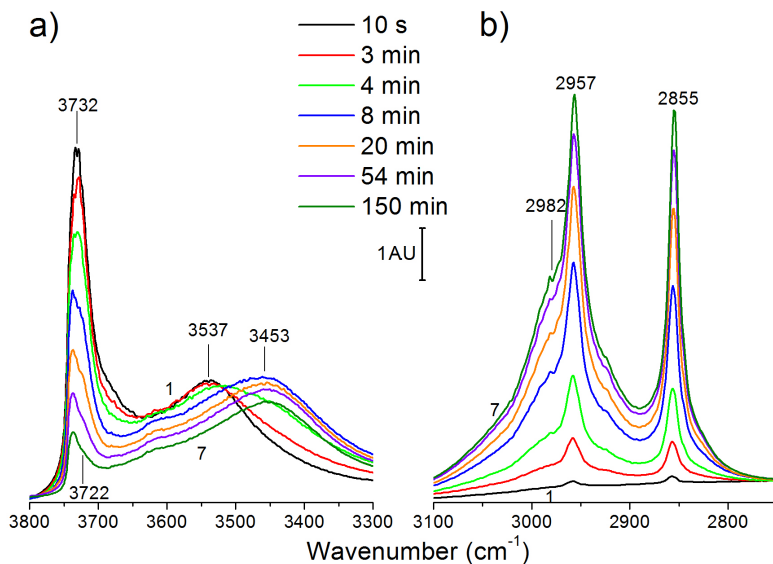 a)
10 s
3 min
4 min
8 min
20 min
54 min
150 min
b)
3732
3537
3453
1
7
3722
1AU
2957
2855
2982
7
1
3800 3700 3600 3500 3400 3300
3100 3000 2900 2800
Wavenumber (cm⁻¹)